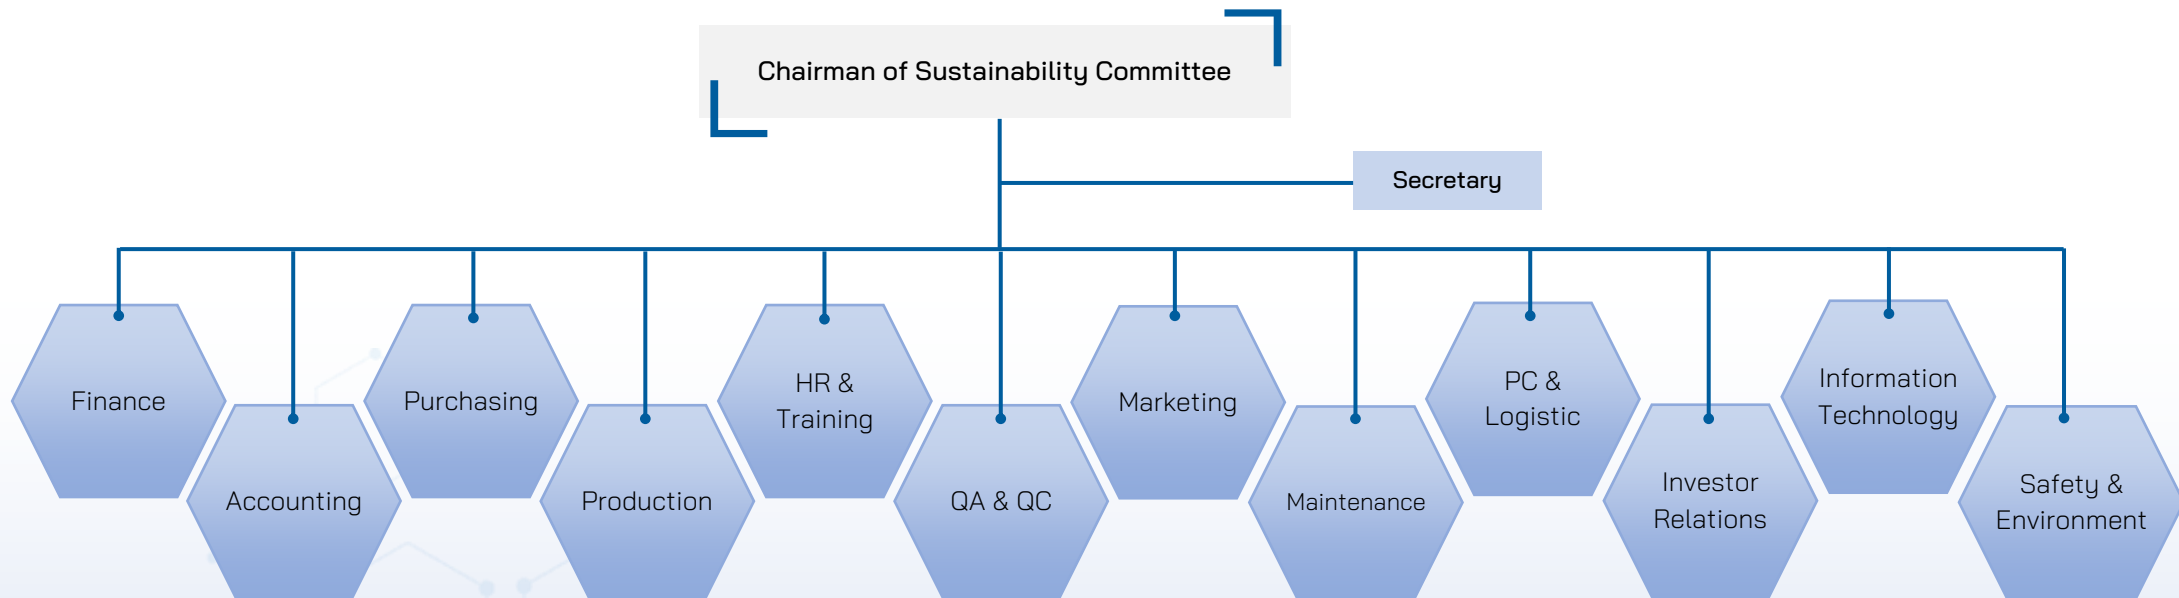 Chairman of Sustainability Committee
Secretary
Finance
Accounting
Purchasing
Production
HR &
Training
QA & QC
Marketing
Maintenance
PC &
Logistic
Investor
Relations
Information
Technology
Safety &
Environment